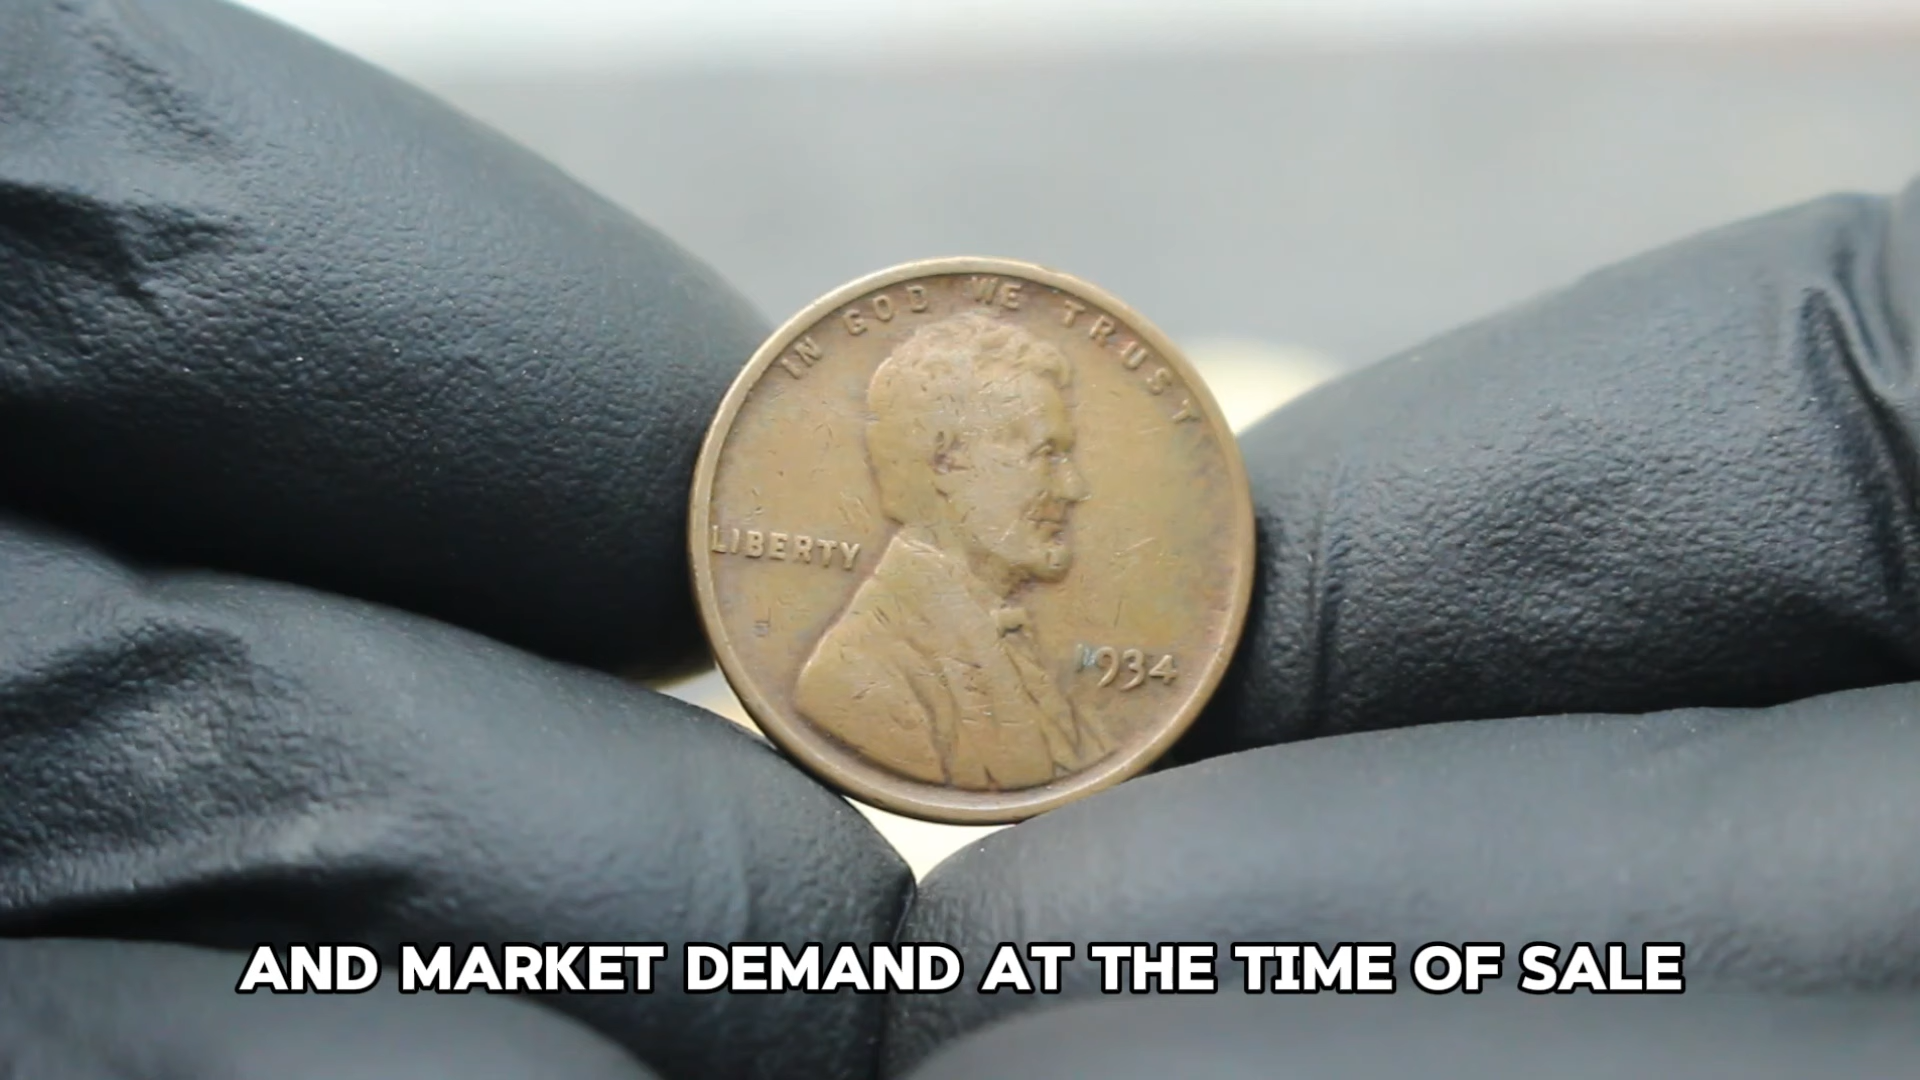 IN GOD WE TRUST
LIBERTY
1934
AND MARKET DEMAND AT THE TIME OF SALE